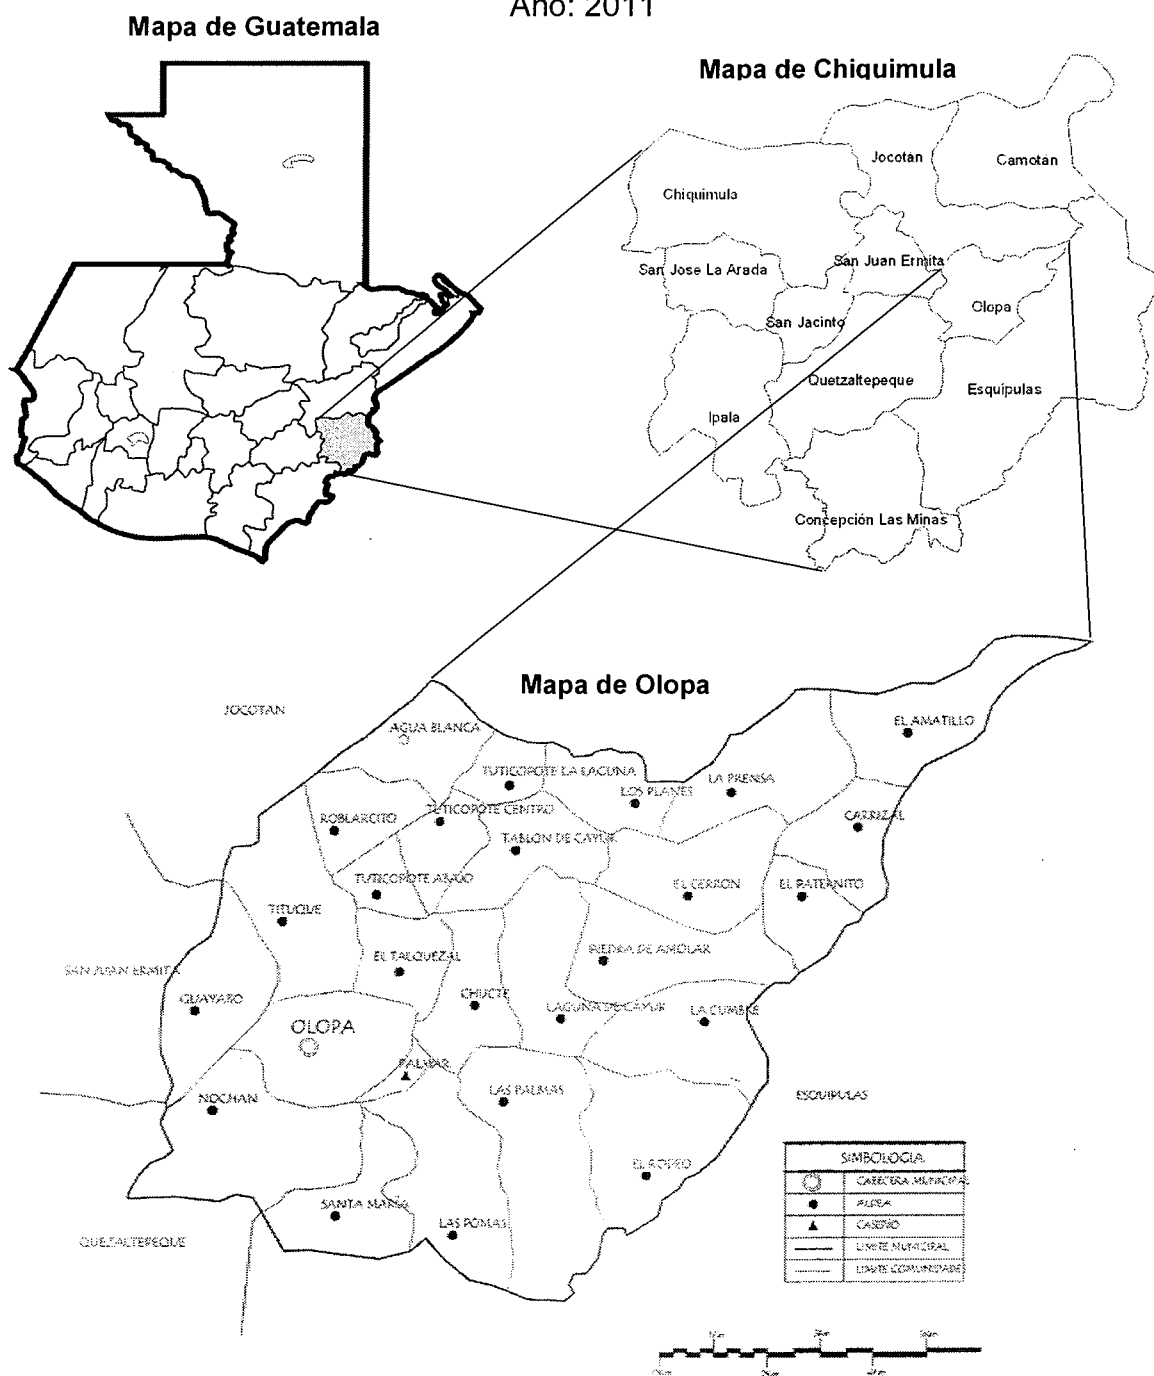 Año: 2011
Mapa de Guatemala
Mapa de Chiquimula
Jocotán
Camotán
Chiquimula
San Jose La Arada
San Juan Ermita
Olopa
San Jacinto
Quetzaltepeque
Esquípulas
Ipala
Concepción Las Minas
Mapa de Olopa
JOCOTAN
AGUA BLANCA
EL AMATILLO
TUTICOPOTE LA LAGUNA
LA PRENSA
LOS PLANES
ROBLARCITO
TUTICOPOTE CENTRO
CARRIZAL
TABLON DE CAYUR
TUTICOPOTE ABAJO
EL CERRON
EL PATERNITO
TITUQUE
EL TALQUEZAL
PIEDRA DE AMOLAR
SAN JUAN ERMITA
GUAYABO
CHUCTE
LAGUNA DE CAYUR
LA CUMBRE
OLOPA
PALMAR
LAS PALMAS
NOCHAN
ESQUIPULAS
EL RODEO
SANTA MARIA
LAS POMAS
QUEZALTEPEQUE
SIMBOLOGIA
CABECERA MUNICIPAL
ALDEA
CASERIO
LIMITE MUNICIPAL
LIMITE COMUNIDADES